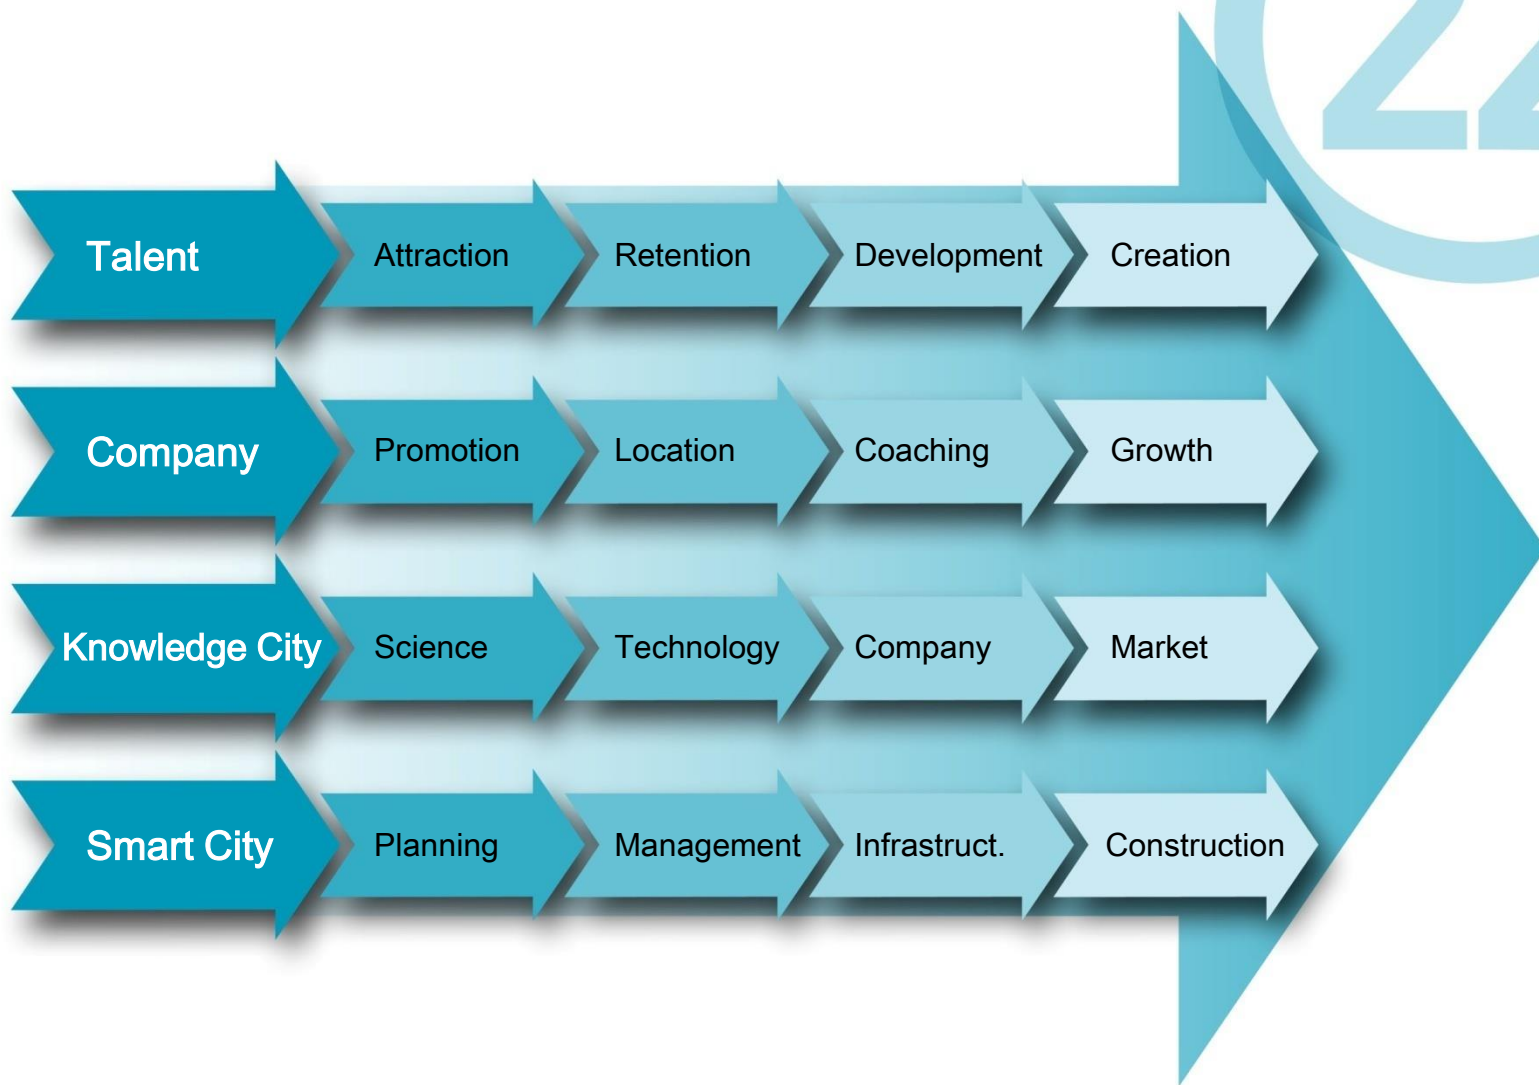 22
Talent
Attraction
Retention
Development
Creation
Company
Promotion
Location
Coaching
Growth
Knowledge City
Science
Technology
Company
Market
Smart City
Planning
Management
Infrastruct.
Construction